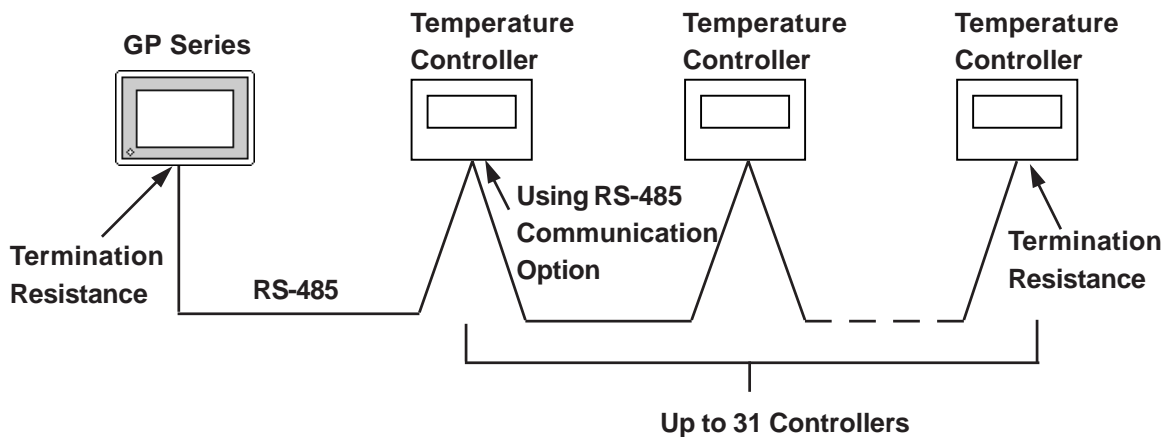 GP Series
Temperature
Controller
Temperature
Controller
Temperature
Controller
Termination
Resistance
RS-485
Using RS-485
Communication
Option
Termination
Resistance
Up to 31 Controllers